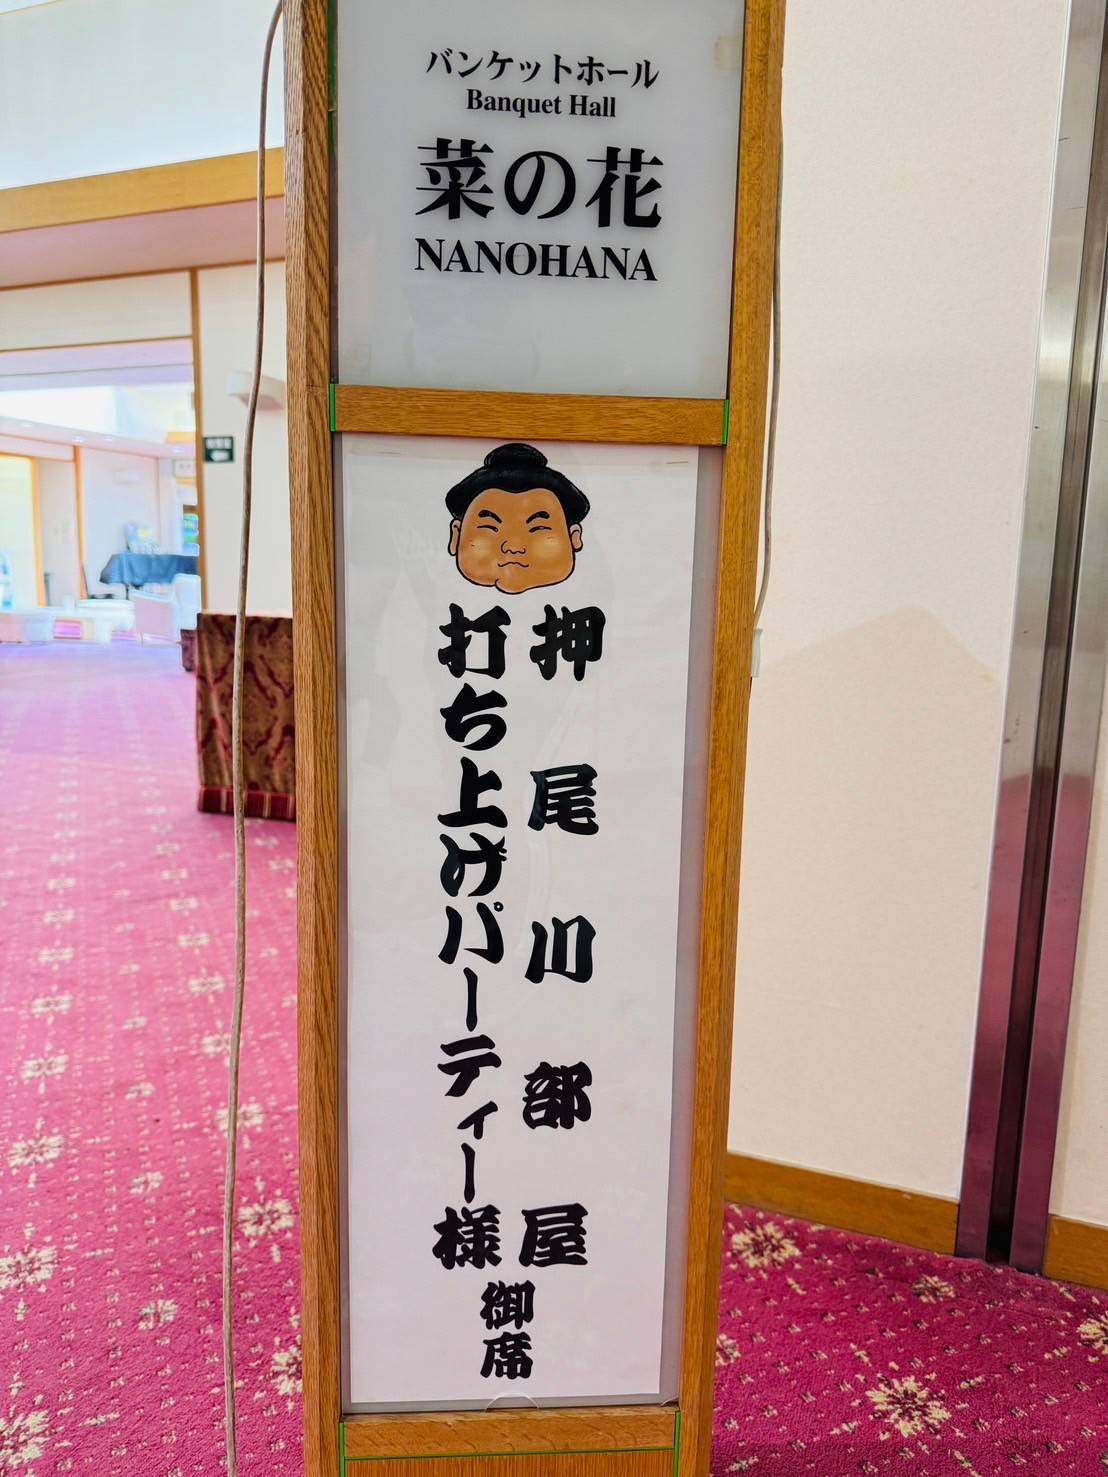 バンケットホール
Banquet Hall
菜の花
NANOHANA
押尾川部屋
打ち上げパーティー様
御席